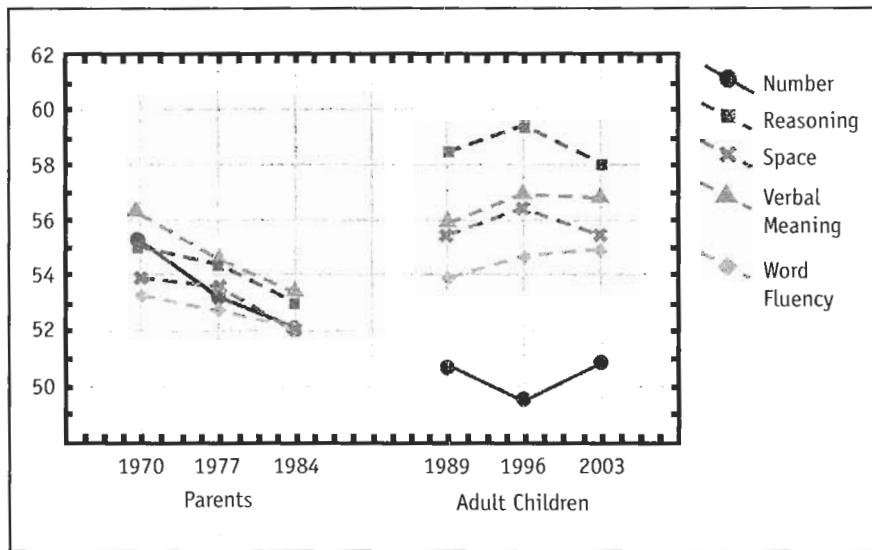 62
60
58
56
54
52
50
1970 1977 1984 1989 1996 2003
Parents Adult Children
Number
Reasoning
Space
Verbal
Meaning
Word
Fluency